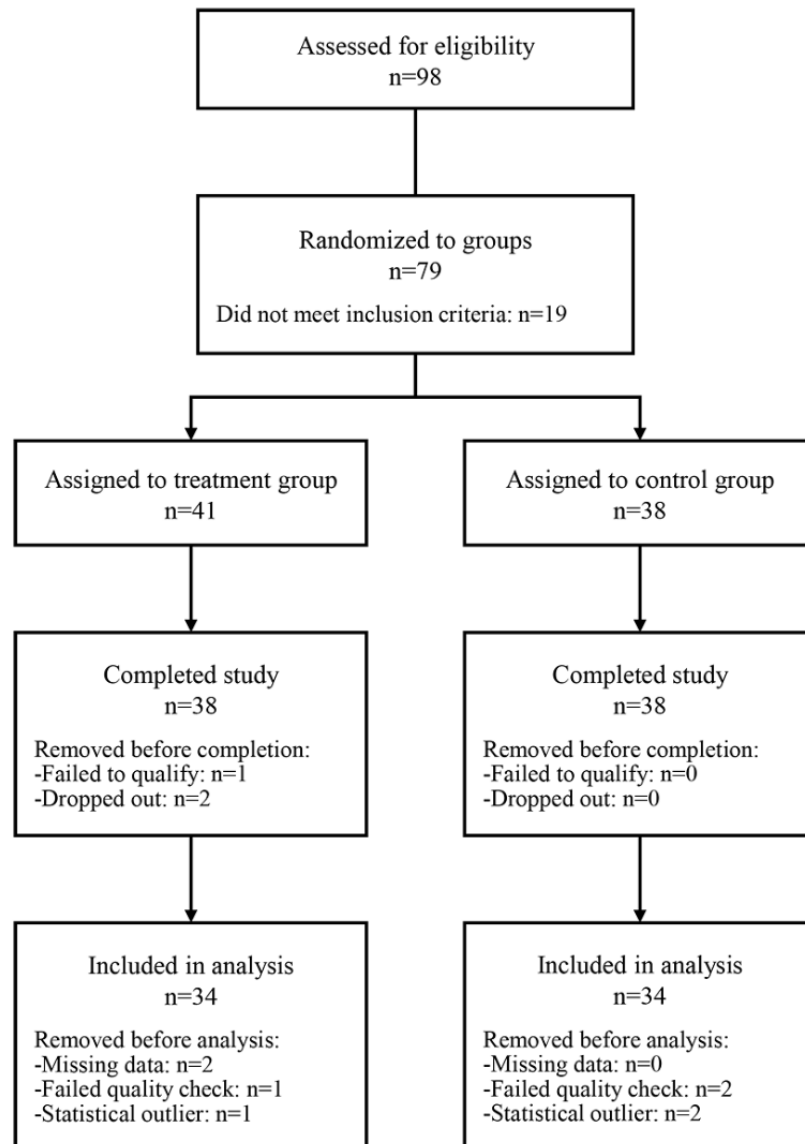 Assessed for eligibility
n=98
Randomized to groups
n=79
Did not meet inclusion criteria: n=19
Assigned to treatment group
n=41
Assigned to control group
n=38
Completed study
n=38
Removed before completion:
-Failed to qualify: n=1
-Dropped out: n=2
Completed study
n=38
Removed before completion:
-Failed to qualify: n=0
-Dropped out: n=0
Included in analysis
n=34
Removed before analysis:
-Missing data: n=2
-Failed quality check: n=1
-Statistical outlier: n=1
Included in analysis
n=34
Removed before analysis:
-Missing data: n=0
-Failed quality check: n=2
-Statistical outlier: n=2